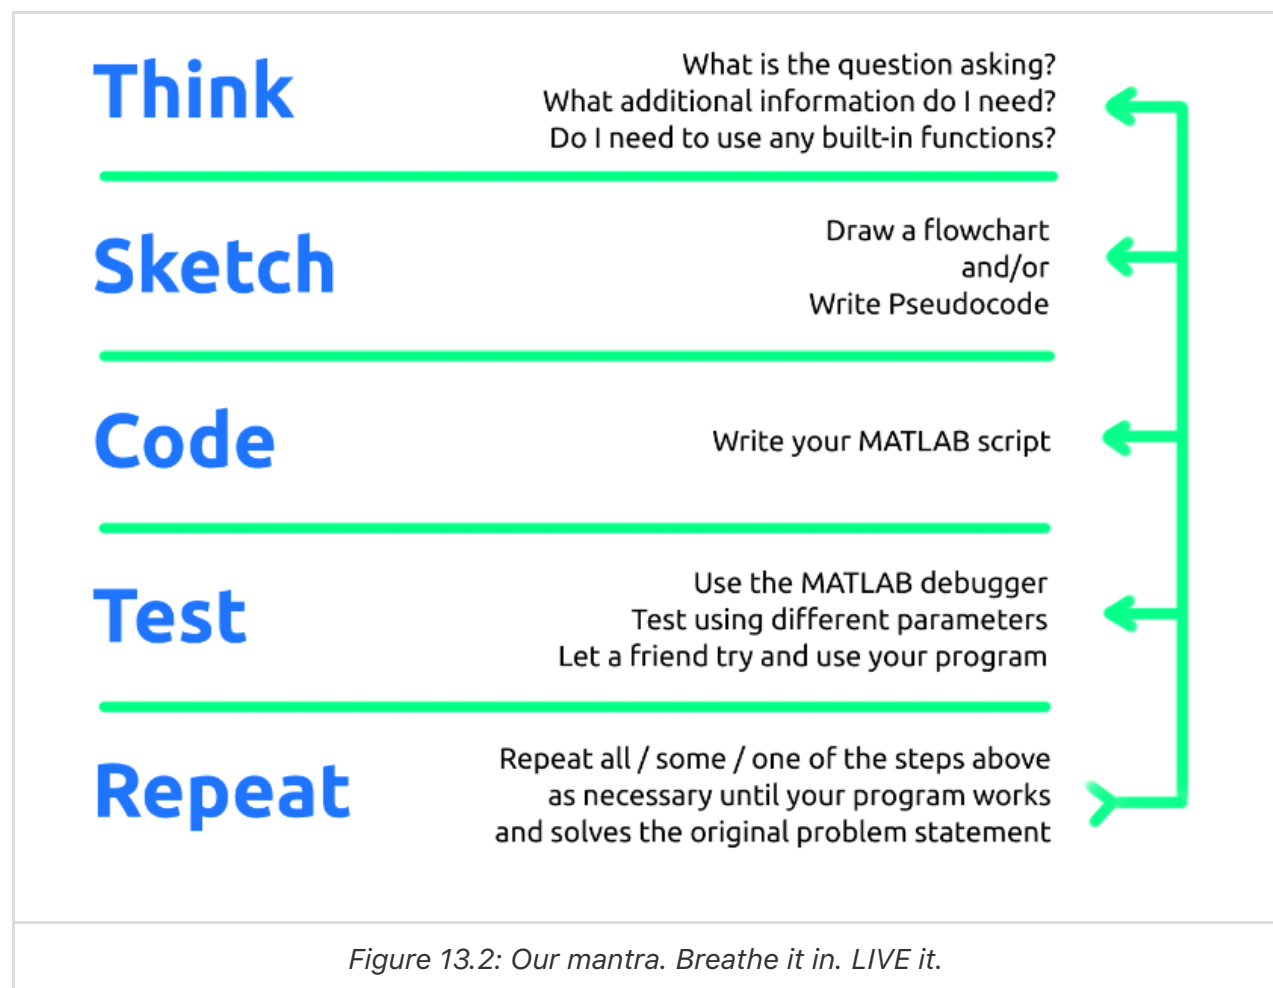 Think
What is the question asking?
What additional information do I need?
Do I need to use any built-in functions?
Sketch
Draw a flowchart
and/or
Write Pseudocode
Code
Write your MATLAB script
Test
Use the MATLAB debugger
Test using different parameters
Let a friend try and use your program
Repeat
Repeat all / some / one of the steps above
as necessary until your program works
and solves the original problem statement
Figure 13.2: Our mantra. Breathe it in. LIVE it.